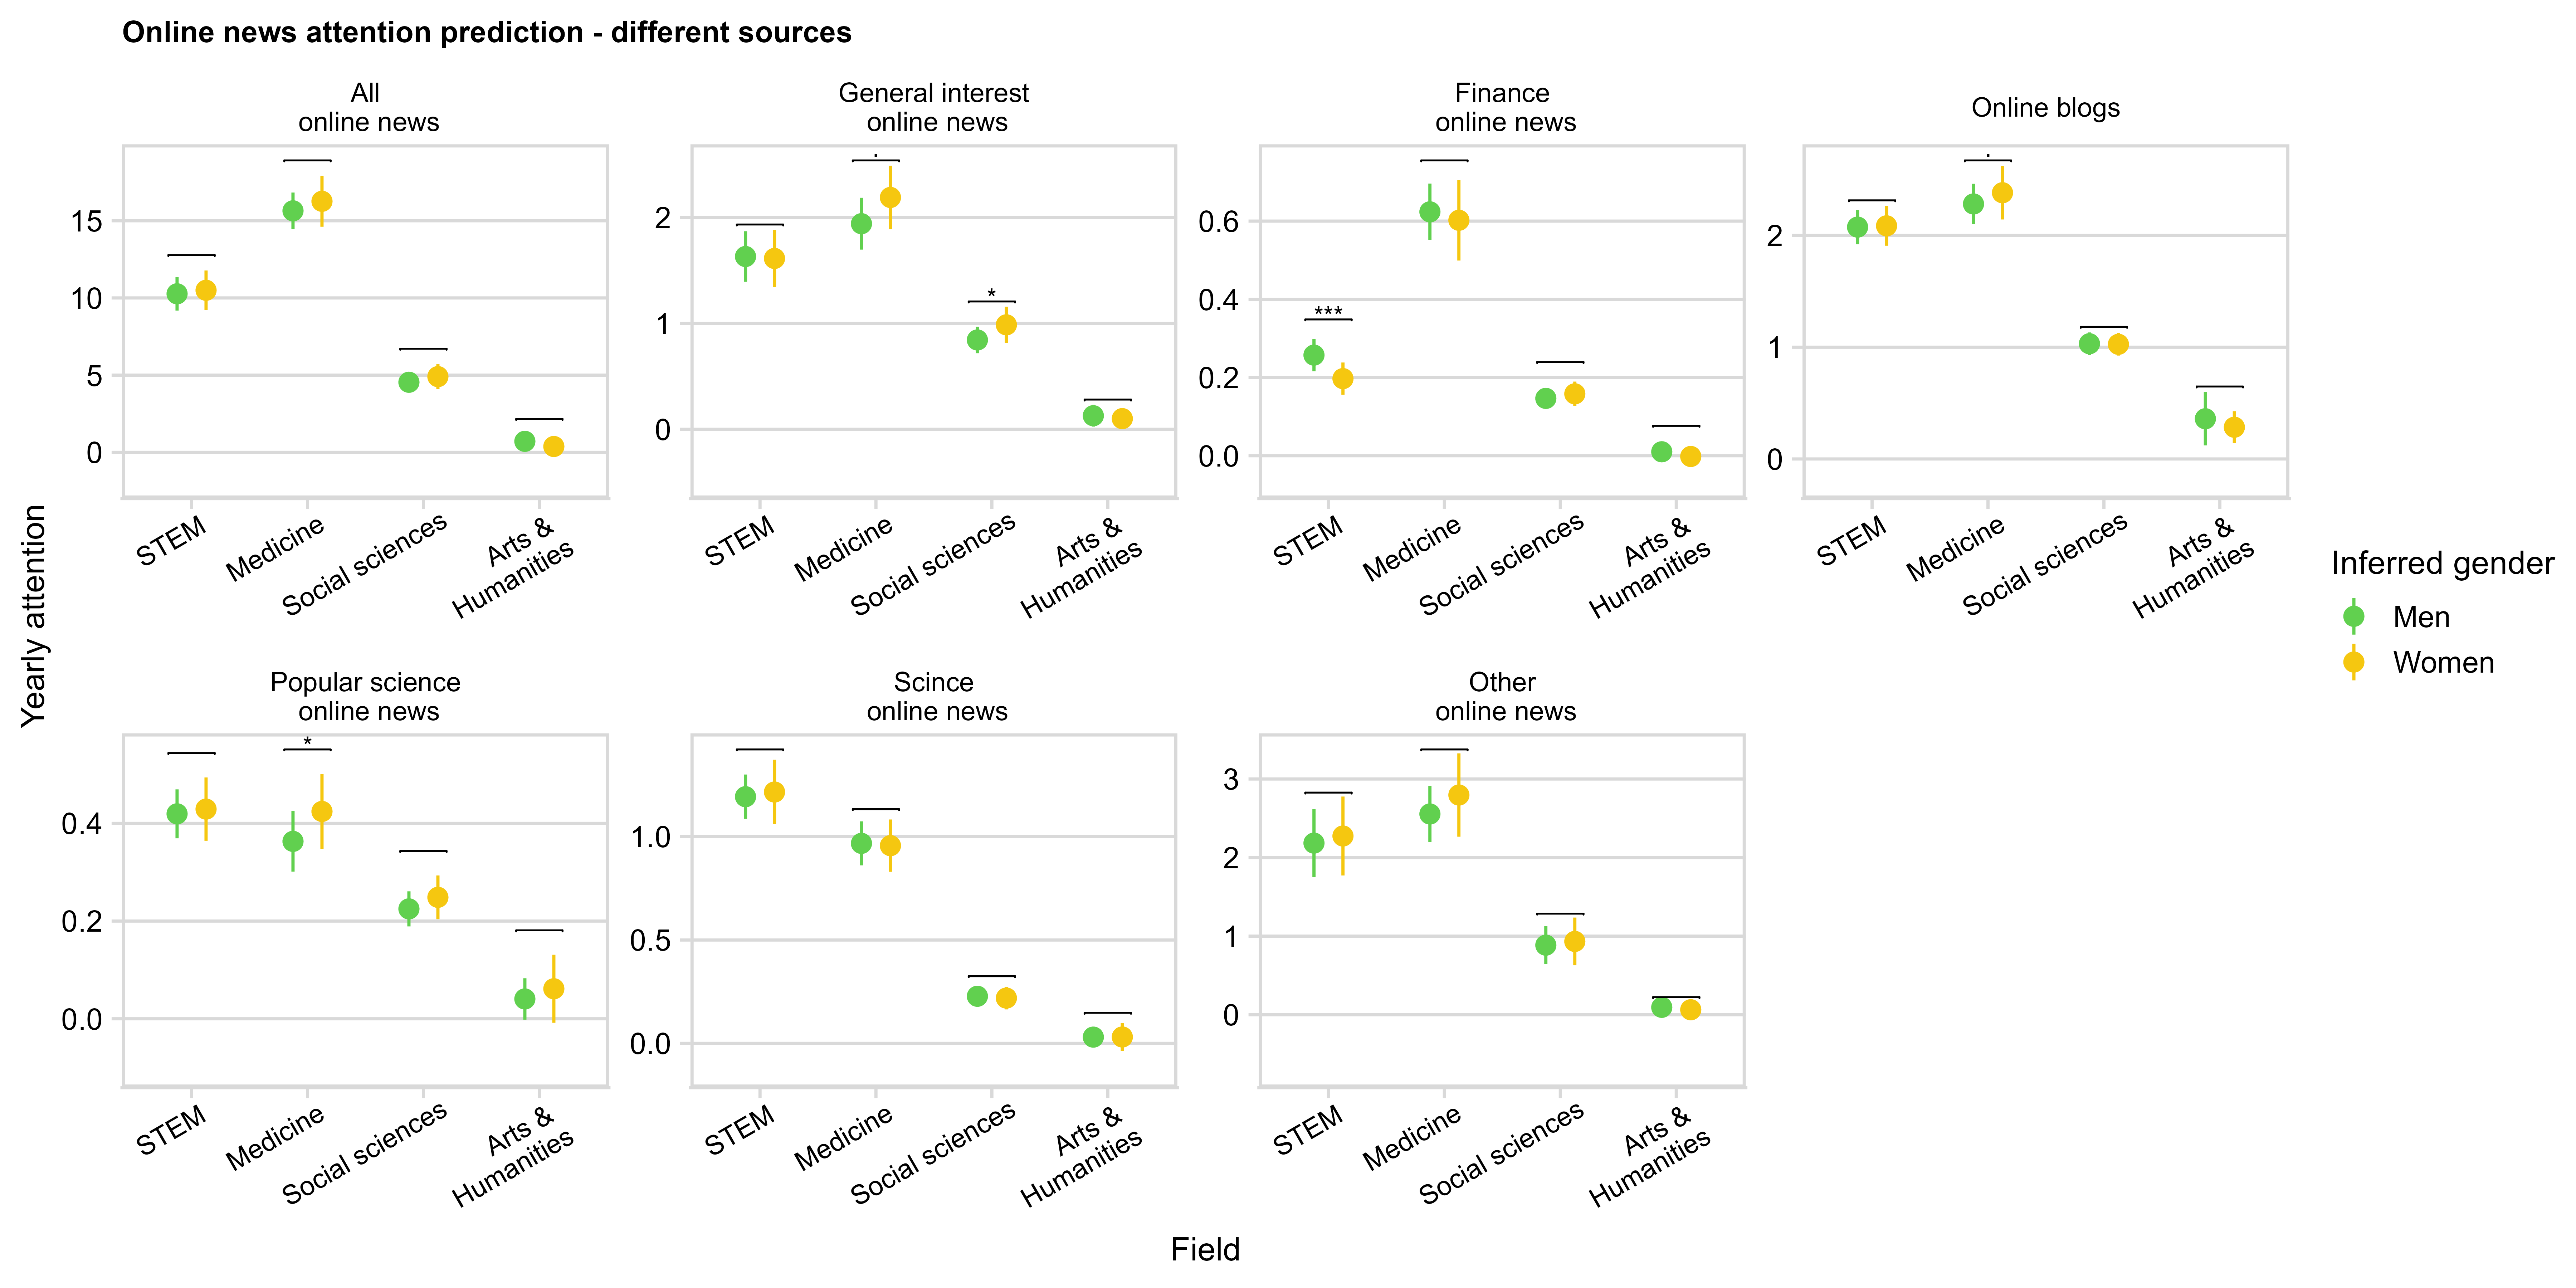 Online news attention prediction - different sources
All
online news
General interest
online news
Finance
online news
Online blogs
15
10
5
0
.
*
2
1
0
***
0.6
0.4
0.2
0.0
.
2
1
0
STEM
Medicine
Social sciences
Arts &
Humanities
STEM
Medicine
Social sciences
Arts &
Humanities
STEM
Medicine
Social sciences
Arts &
Humanities
STEM
Medicine
Social sciences
Arts &
Humanities
Yearly attention
Inferred gender
Men
Women
Popular science
online news
Scince
online news
Other
online news
*
0.4
0.2
0.0
1.0
0.5
0.0
3
2
1
0
STEM
Medicine
Social sciences
Arts &
Humanities
STEM
Medicine
Social sciences
Arts &
Humanities
STEM
Medicine
Social sciences
Arts &
Humanities
Field